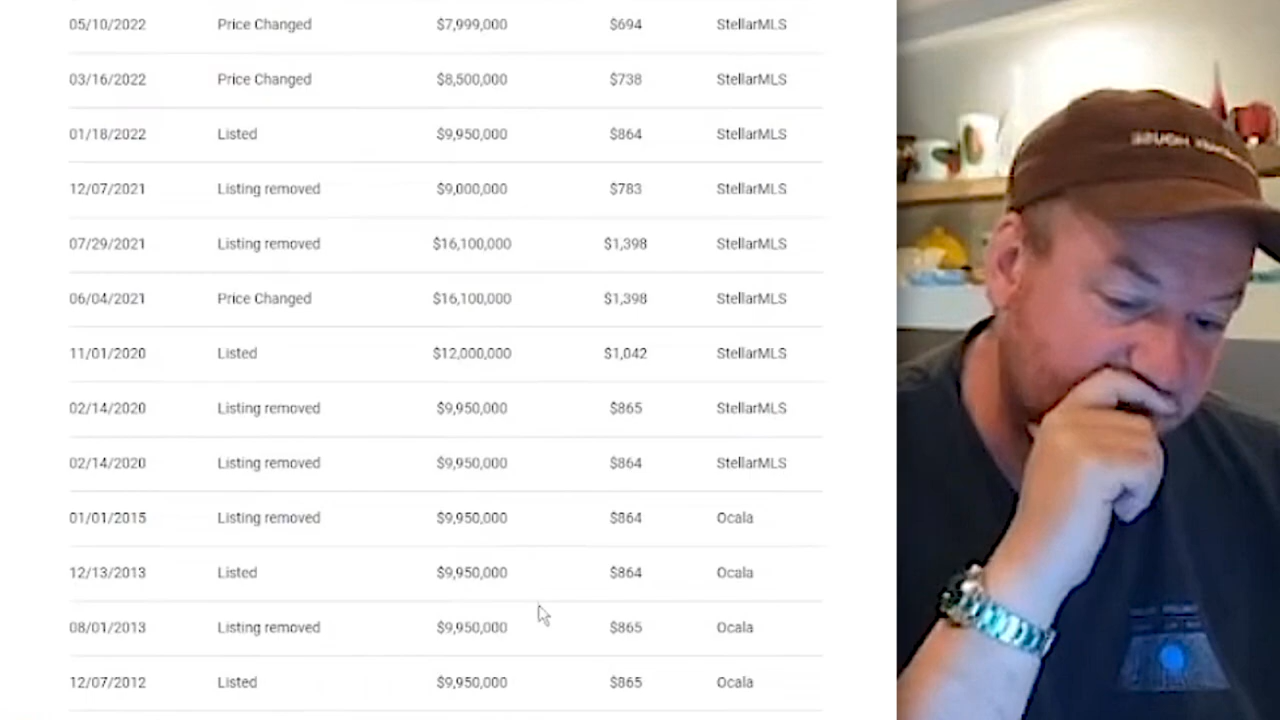 05/10/2022 Price Changed $7,999,000 $694 StellarMLS
03/16/2022 Price Changed $8,500,000 $738 StellarMLS
01/18/2022 Listed $9,950,000 $864 StellarMLS
12/07/2021 Listing removed $9,000,000 $783 StellarMLS
07/29/2021 Listing removed $16,100,000 $1,398 StellarMLS
06/04/2021 Price Changed $16,100,000 $1,398 StellarMLS
11/01/2020 Listed $12,000,000 $1,042 StellarMLS
02/14/2020 Listing removed $9,950,000 $865 StellarMLS
02/14/2020 Listing removed $9,950,000 $864 StellarMLS
01/01/2015 Listing removed $9,950,000 $864 Ocala
12/13/2013 Listed $9,950,000 $864 Ocala
08/01/2013 Listing removed $9,950,000 $865 Ocala
12/07/2012 Listed $9,950,000 $865 Ocala